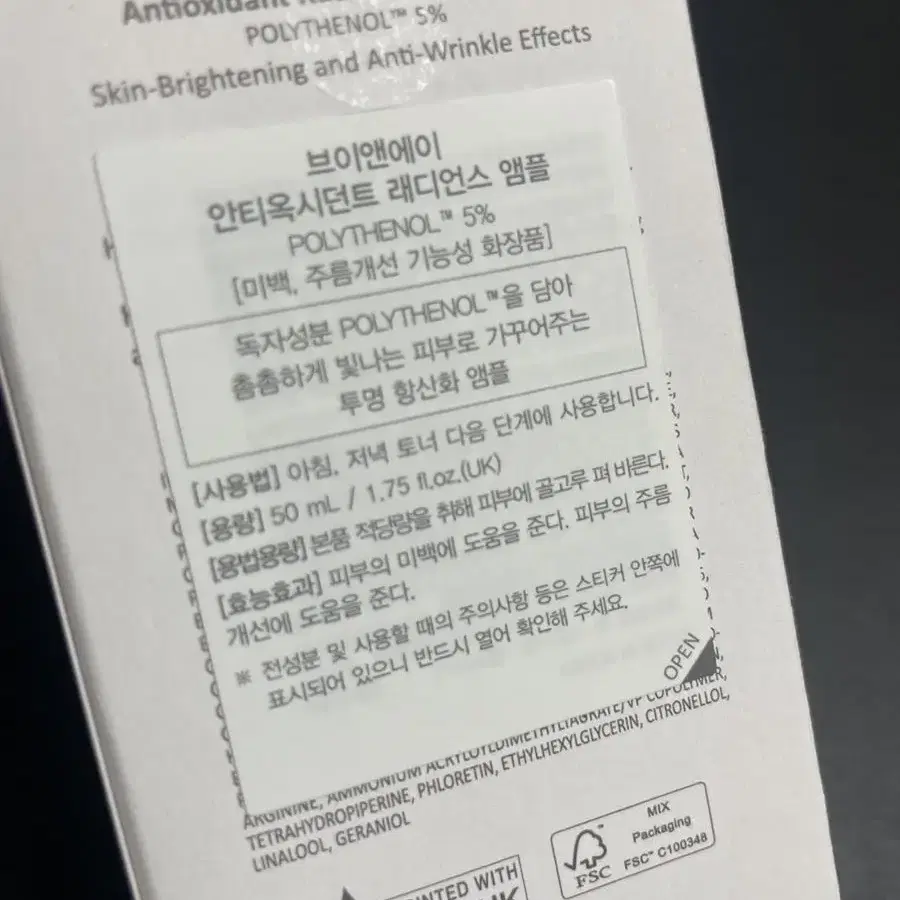 Antioxidant
POLYTHENOL™ 5%
Skin-Brightening and Anti-Wrinkle Effects
브이앤에이
안티옥시던트 래디언스 앰플
POLYTHENOL™ 5%
[미백, 주름개선 기능성 화장품]
독자성분 POLYTHENOL™을 담아
촘촘하게 빛나는 피부로 가꾸어주는
투명 항산화 앰플
[사용법] 아침, 저녁 토너 다음 단계에 사용합니다.
[용량] 50 mL / 1.75 fl.oz.(UK)
[용법용량] 본품 적당량을 취해 피부에 골고루 펴 바른다.
[효능효과] 피부의 미백에 도움을 준다. 피부의 주름
개선에 도움을 준다.
※ 전성분 및 사용할 때의 주의사항 등은 스티커 안쪽에
표시되어 있으니 반드시 열어 확인해 주세요.
OPEN
ARGININE, AMMONIUM ACRYLOYLDIMETHYLTAURATE/VP COPOLYMER,
TETRAHYDROPIPERINE, PHLORETIN, ETHYLHEXYLGLYCERIN, CITRONELLOL,
LINALOOL, GERANIOL
MIX
Packaging
FSC™ C100348
FSC
PRINTED WITH